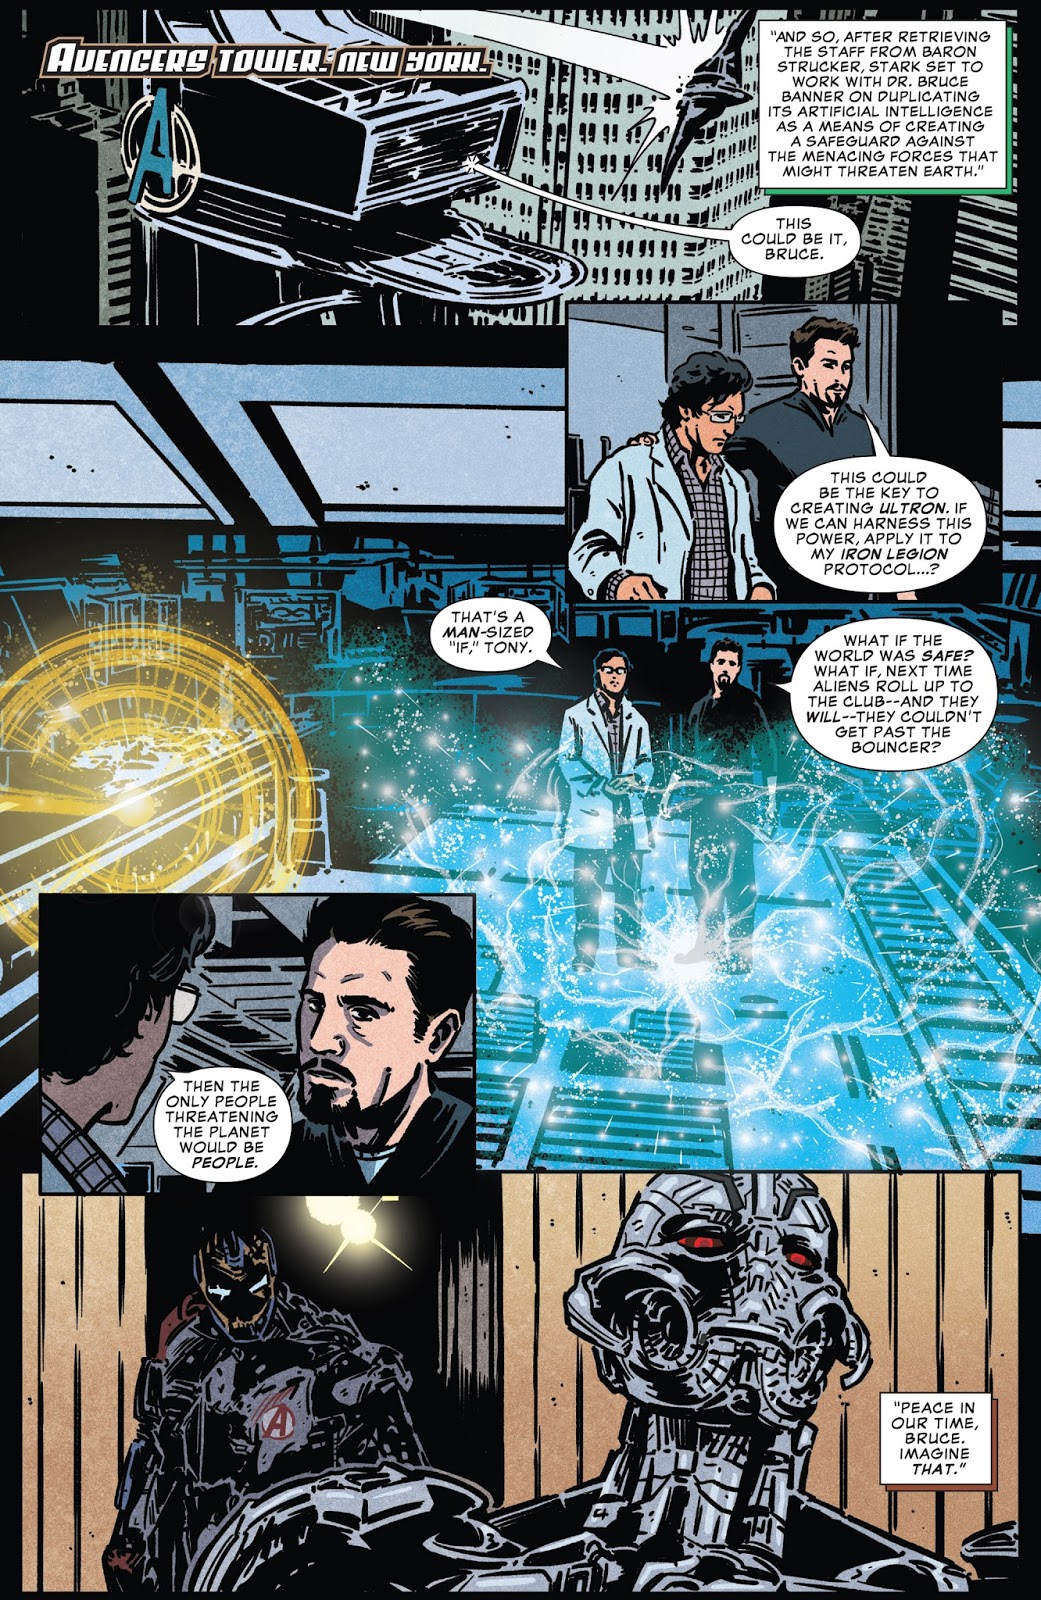 AVENGERS TOWER. NEW YORK.
"AND SO, AFTER RETRIEVING
THE STAFF FROM BARON
STRUCKER, STARK SET TO
WORK WITH DR. BRUCE
BANNER ON DUPLICATING
ITS ARTIFICIAL INTELLIGENCE
AS A MEANS OF CREATING
A SAFEGUARD AGAINST
THE MENACING FORCES THAT
MIGHT THREATEN EARTH."
A
THIS
COULD BE IT,
BRUCE.
THIS COULD
BE THE KEY TO
CREATING ULTRON. IF
WE CAN HARNESS THIS
POWER, APPLY IT TO
MY IRON LEGION
PROTOCOL...?
THAT'S A
MAN-SIZED
"IF," TONY.
WHAT IF THE
WORLD WAS SAFE?
WHAT IF, NEXT TIME
ALIENS ROLL UP TO
THE CLUB--AND THEY
WILL--THEY COULDN'T
GET PAST THE
BOUNCER?
THEN THE
ONLY PEOPLE
THREATENING
THE PLANET
WOULD BE
PEOPLE.
A
"PEACE IN
OUR TIME,
BRUCE.
IMAGINE
THAT."